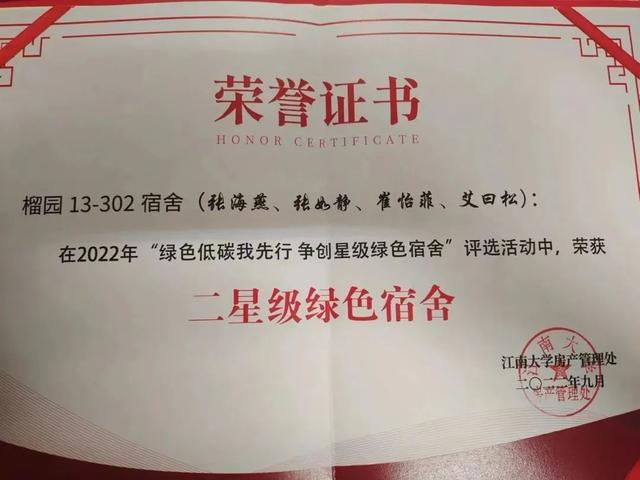 荣誉证书
HONOR CERTIFICATE
榴园 13-302 宿舍（张海燕、张如静、崔怡菲、艾日松）：
在2022年“绿色低碳我先行 争创星级绿色宿舍”评选活动中，荣获
二星级绿色宿舍
江南大学房产管理处
二〇二二年九月